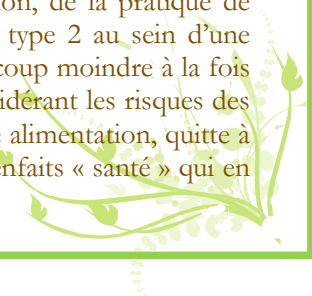 on, de la pratique de
type 2 au sein d’une
coup moindre à la fois
idérant les risques des
alimentation, quitte à
enfaits « santé » qui en